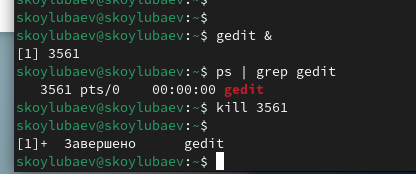 skoylubaev@skoylubaev:~$
skoylubaev@skoylubaev:~$
skoylubaev@skoylubaev:~$ gedit &
[1] 3561
skoylubaev@skoylubaev:~$ ps | grep gedit
   3561 pts/0    00:00:00 gedit
skoylubaev@skoylubaev:~$ kill 3561
skoylubaev@skoylubaev:~$
[1]+  Завершено      gedit
skoylubaev@skoylubaev:~$